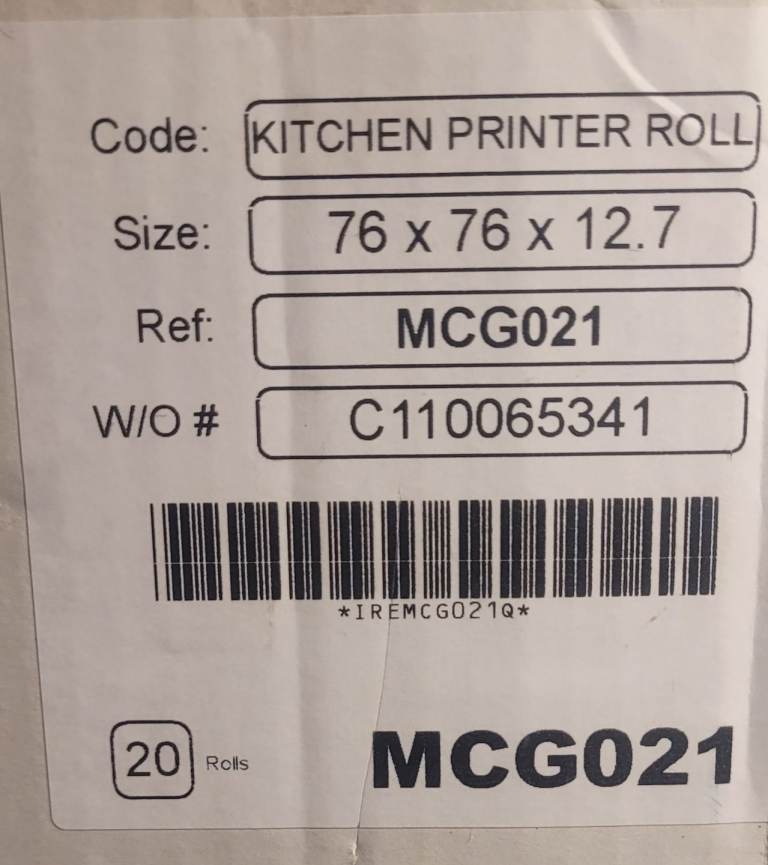 Code: KITCHEN PRINTER ROLL
Size: 76 x 76 x 12.7
Ref: MCG021
W/O # C110065341
*IREMCG021Q*
20 Rolls MCG021